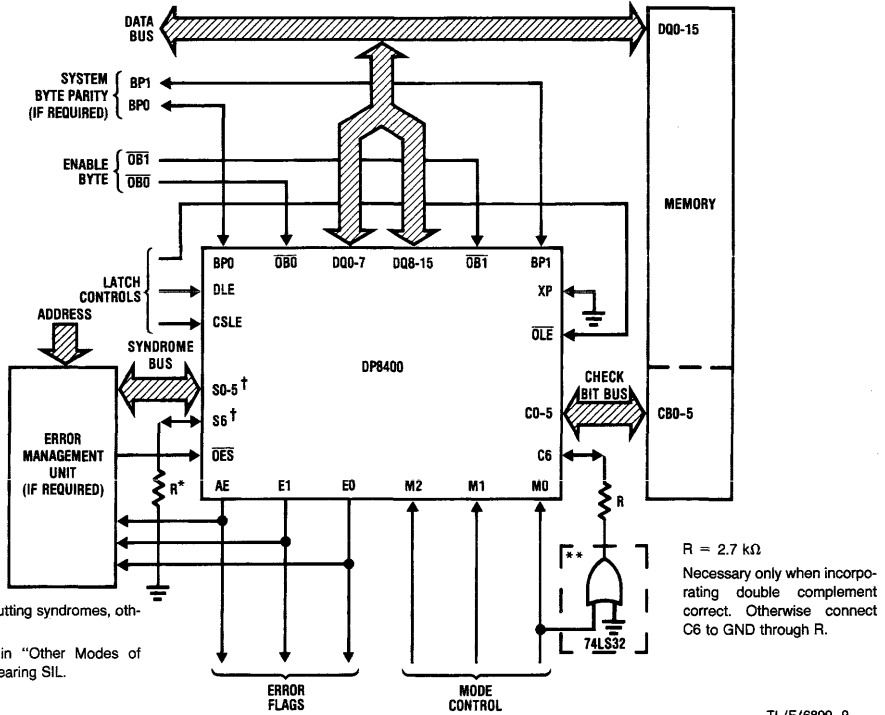 DATA
BUS
DQ0-15
SYSTEM
BYTE PARITY
(IF REQUIRED)
BP1
BP0
ENABLE
BYTE
OB1
OB0
MEMORY
BP0
OB0
DQ0-7
DQ8-15
OB1
BP1
LATCH
CONTROLS
DLE
CSLE
XP
OLE
ADDRESS
SYNDROME
BUS
DP8400
CHECK
BIT BUS
S0-5†
S6†
OES
C0-5
C6
CB0-5
ERROR
MANAGEMENT
UNIT
(IF REQUIRED)
R*
AE
E1
E0
M2
M1
M0
R
**
74LS32
R = 2.7 kΩ
Necessary only when incorpo-
rating double complement
correct. Otherwise connect
C6 to GND through R.
utting syndromes, oth-
in "Other Modes of
earing SIL.
ERROR
FLAGS
MODE
CONTROL